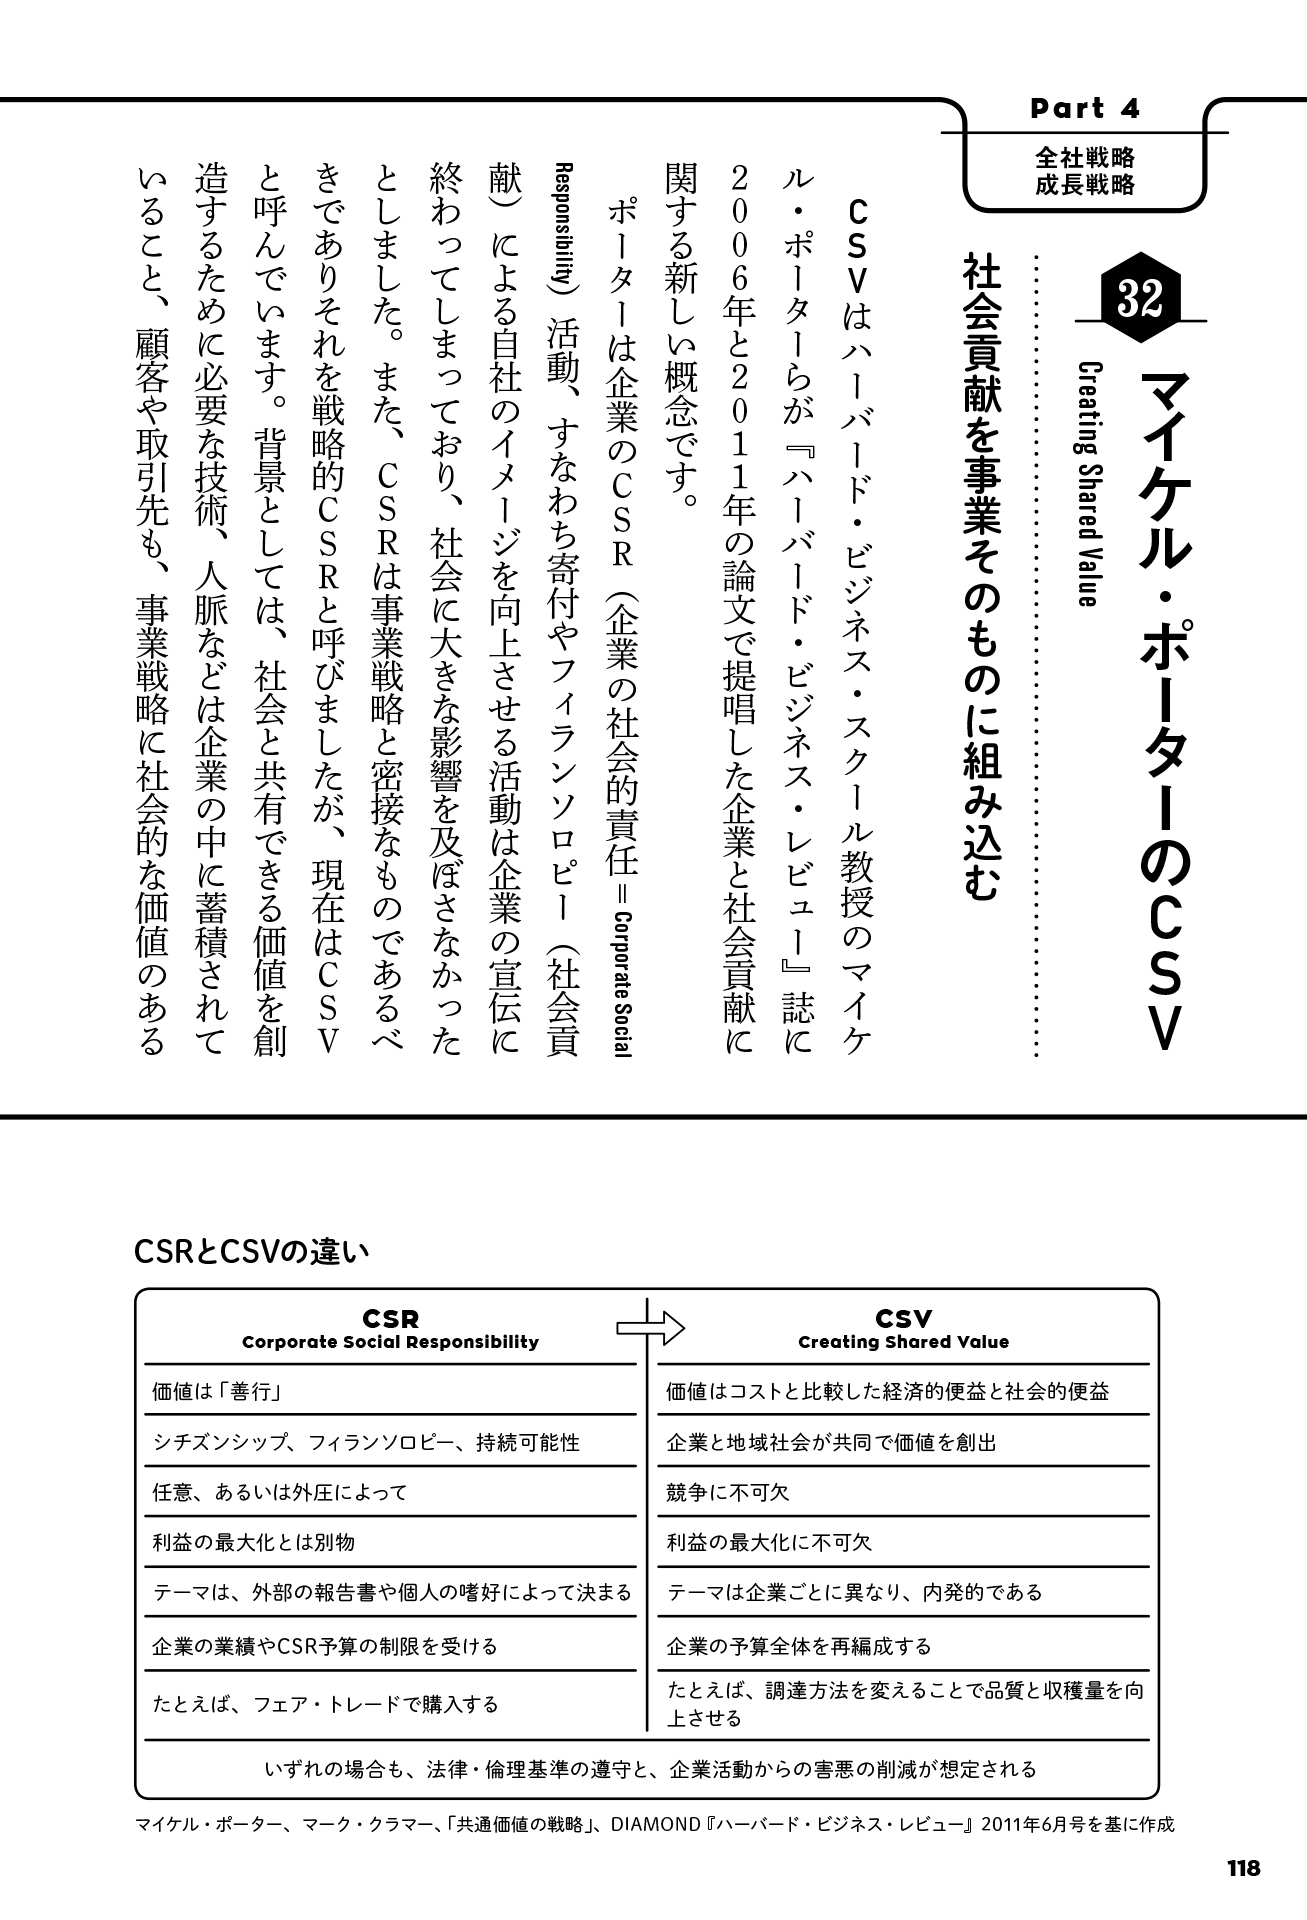 Part 4
全社戦略
成長戦略
32
マイケル・ポーターのCSV
Creating Shared Value
社会貢献を事業そのものに組み込む
CSVはハーバード・ビジネス・スクール教授のマイケ
ル・ポーターらが『ハーバード・ビジネス・レビュー』誌に
2006年と2011年の論文で提唱した企業と社会貢献に
関する新しい概念です。
ポーターは企業のCSR（企業の社会的責任＝Corporate Social
Responsibility）活動、すなわち寄付やフィランソロピー（社会貢
献）による自社のイメージを向上させる活動は企業の宣伝に
終わってしまっており、社会に大きな影響を及ぼさなかった
としました。また、CSRは事業戦略と密接なものであるべ
きでありそれを戦略的CSRと呼びましたが、現在はCSV
と呼んでいます。背景としては、社会と共有できる価値を創
造するために必要な技術、人脈などは企業の中に蓄積されて
いること、顧客や取引先も、事業戦略に社会的な価値のある
CSRとCSVの違い
CSR
Corporate Social Responsibility
CSV
Creating Shared Value
価値は「善行」
価値はコストと比較した経済的便益と社会的便益
シチズンシップ、フィランソロピー、持続可能性
企業と地域社会が共同で価値を創出
任意、あるいは外圧によって
競争に不可欠
利益の最大化とは別物
利益の最大化に不可欠
テーマは、外部の報告書や個人の嗜好によって決まる
テーマは企業ごとに異なり、内発的である
企業の業績やCSR予算の制限を受ける
企業の予算全体を再編成する
たとえば、フェア・トレードで購入する
たとえば、調達方法を変えることで品質と収穫量を向
上させる
いずれの場合も、法律・倫理基準の遵守と、企業活動からの害悪の削減が想定される
マイケル・ポーター、マーク・クラマー、「共通価値の戦略」、DIAMOND『ハーバード・ビジネス・レビュー』2011年6月号を基に作成
118